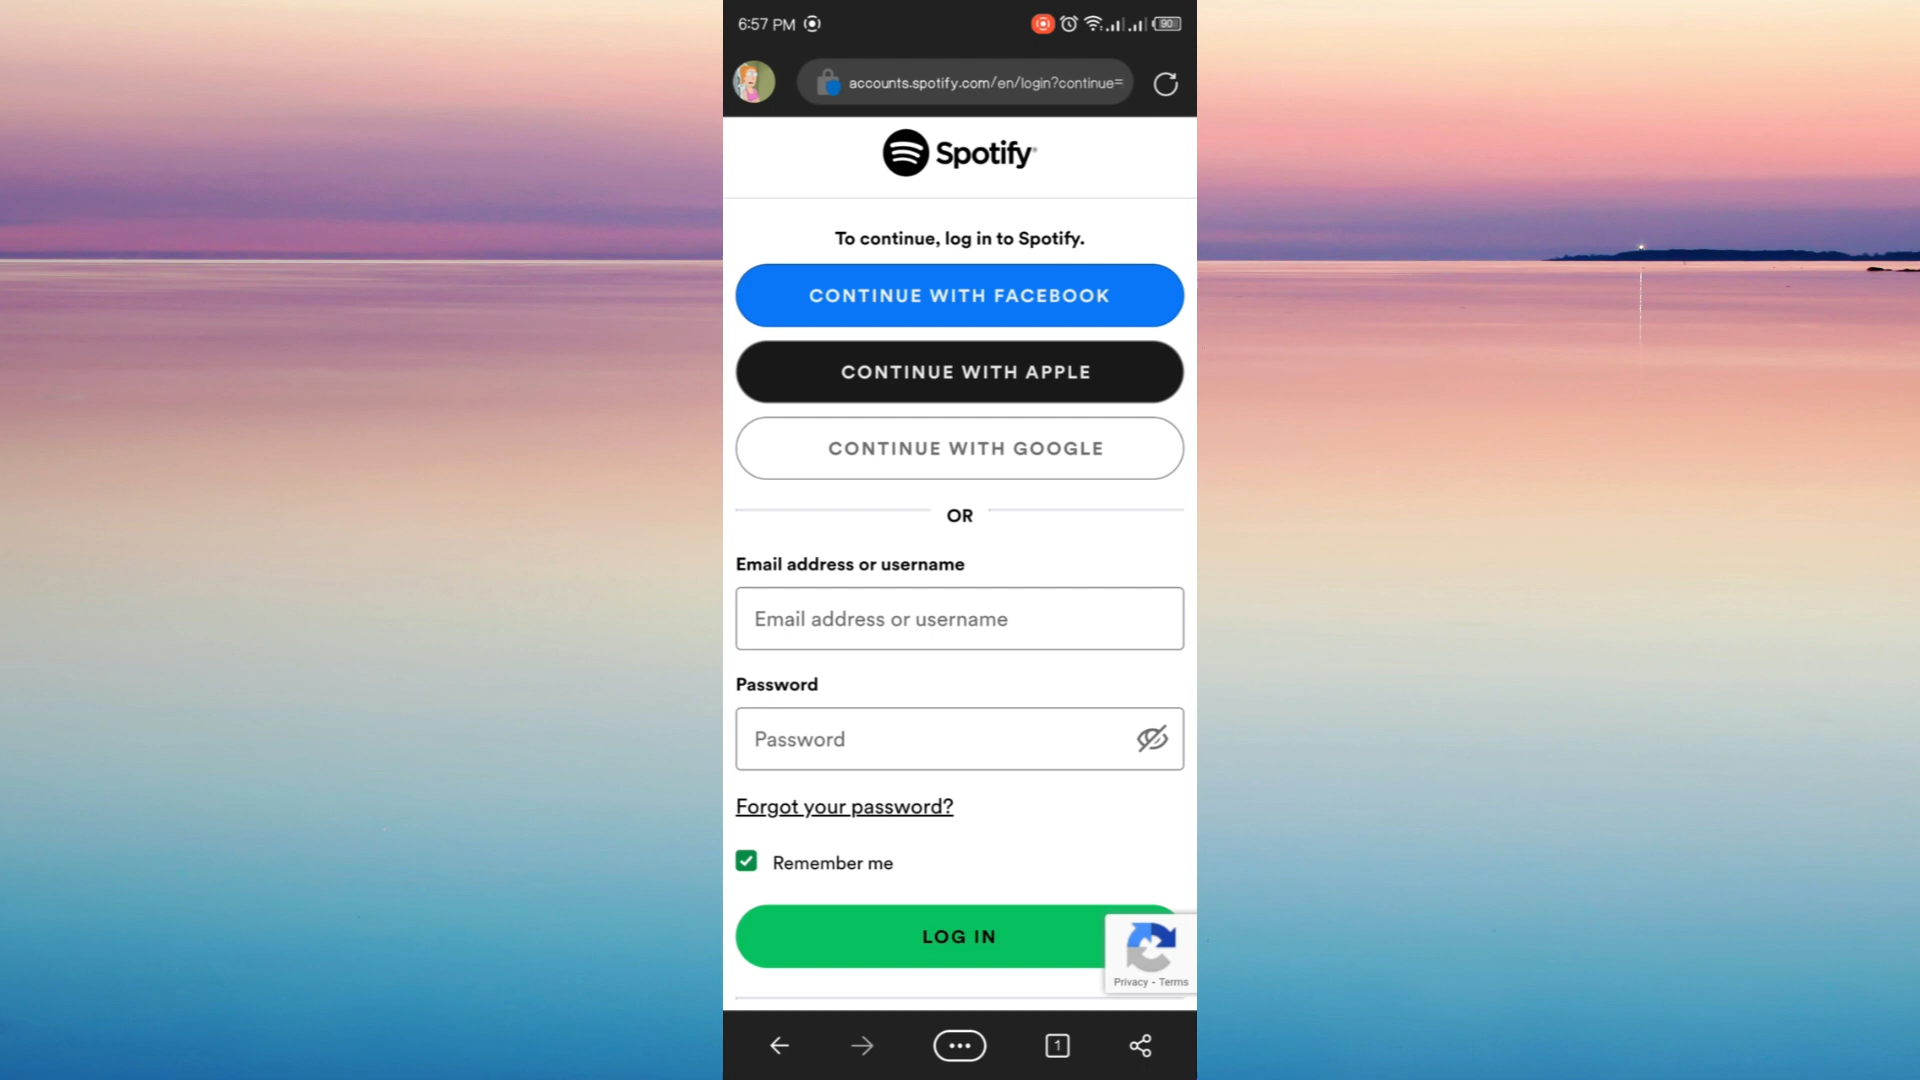 6:57 PM
90
accounts.spotify.com/en/login?continue=
Spotify
To continue, log in to Spotify.
CONTINUE WITH FACEBOOK
CONTINUE WITH APPLE
CONTINUE WITH GOOGLE
OR
Email address or username
Email address or username
Password
Password
Forgot your password?
Remember me
LOG IN
Privacy - Terms
1